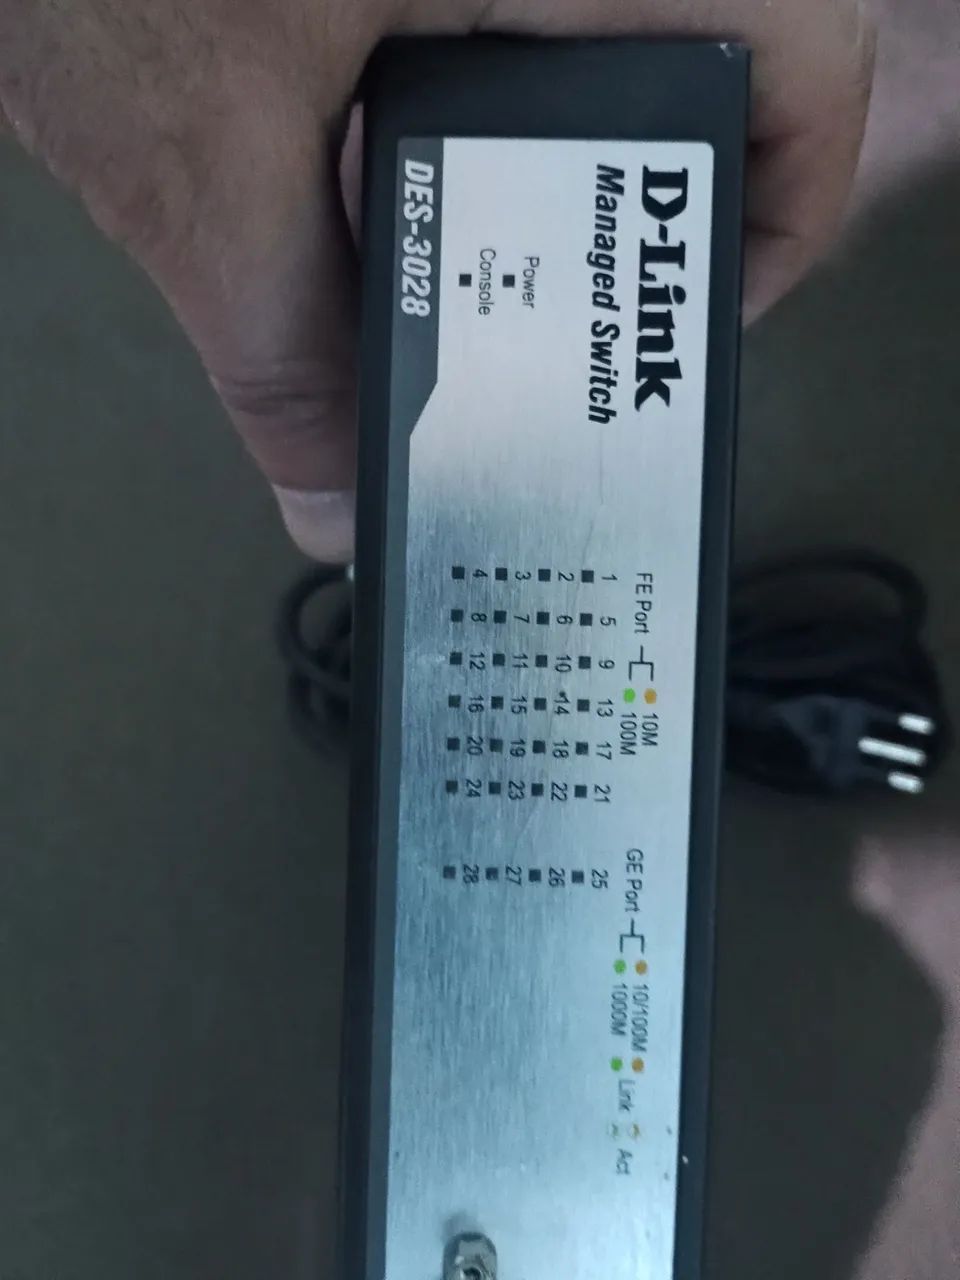 D-Link
Managed Switch
Power
Console
DES-3028
FE Port
10M
100M
1 5 9 13 17 21
2 6 10 14 18 22
3 7 11 15 19 23
4 8 12 16 20 24
GE Port
10/100M
1000M
Link
Act
25
26
27
28